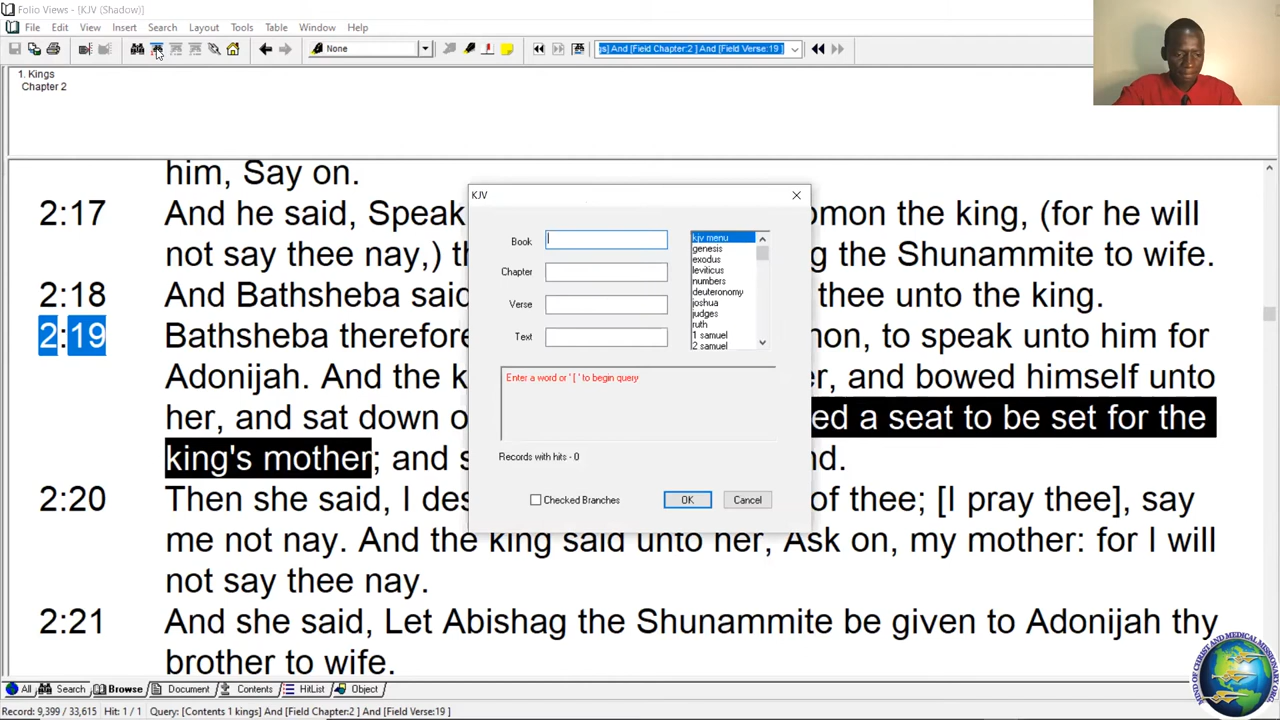 Folio Views - [KJV (Shadow)]
File Edit View Insert Search Layout Tools Table Window Help
None
gs] And [Field Chapter:2 ] And [Field Verse:19 ]
1. Kings
Chapter 2
him, Say on.
2:17 And he said, Speak omon the king, (for he will
not say thee nay,) th g the Shunammite to wife.
2:18 And Bathsheba said thee unto the king.
2:19 Bathsheba therefore mon, to speak unto him for
Adonijah. And the k er, and bowed himself unto
her, and sat down o ed a seat to be set for the
king's mother; and s nd.
2:20 Then she said, I des of thee; [I pray thee], say
me not nay. And the king said unto her, Ask on, my mother: for I will
not say thee nay.
2:21 And she said, Let Abishag the Shunammite be given to Adonijah thy
brother to wife.
KJV
Book
Chapter
Verse
Text
kjv menu
genesis
exodus
leviticus
numbers
deuteronomy
joshua
judges
ruth
1 samuel
2 samuel
Enter a word or ' [ ' to begin query
Records with hits - 0
Checked Branches OK Cancel
All Search Browse Document Contents HitList Object
Record: 9,399 / 33,615 Hit: 1 / 1 Query: [Contents 1 kings] And [Field Chapter:2 ] And [Field Verse:19 ]
MIND OF CHRIST AND MEDICAL MISSIONARY.ORG